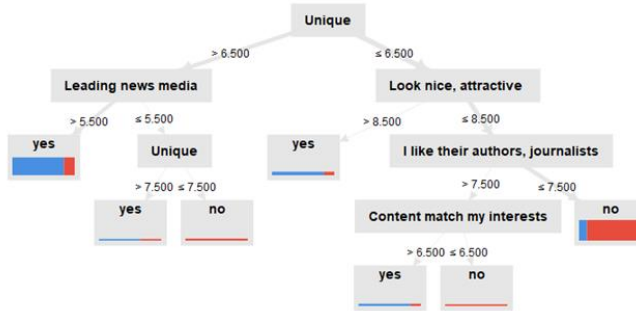 Unique
> 6.500 ≤ 6.500
Leading news media Look nice, attractive
> 5.500 ≤ 5.500 > 8.500 ≤ 8.500
yes Unique yes I like their authors, journalists
> 7.500 ≤ 7.500 > 7.500 ≤ 7.500
yes no Content match my interests no
> 6.500 ≤ 6.500
yes no